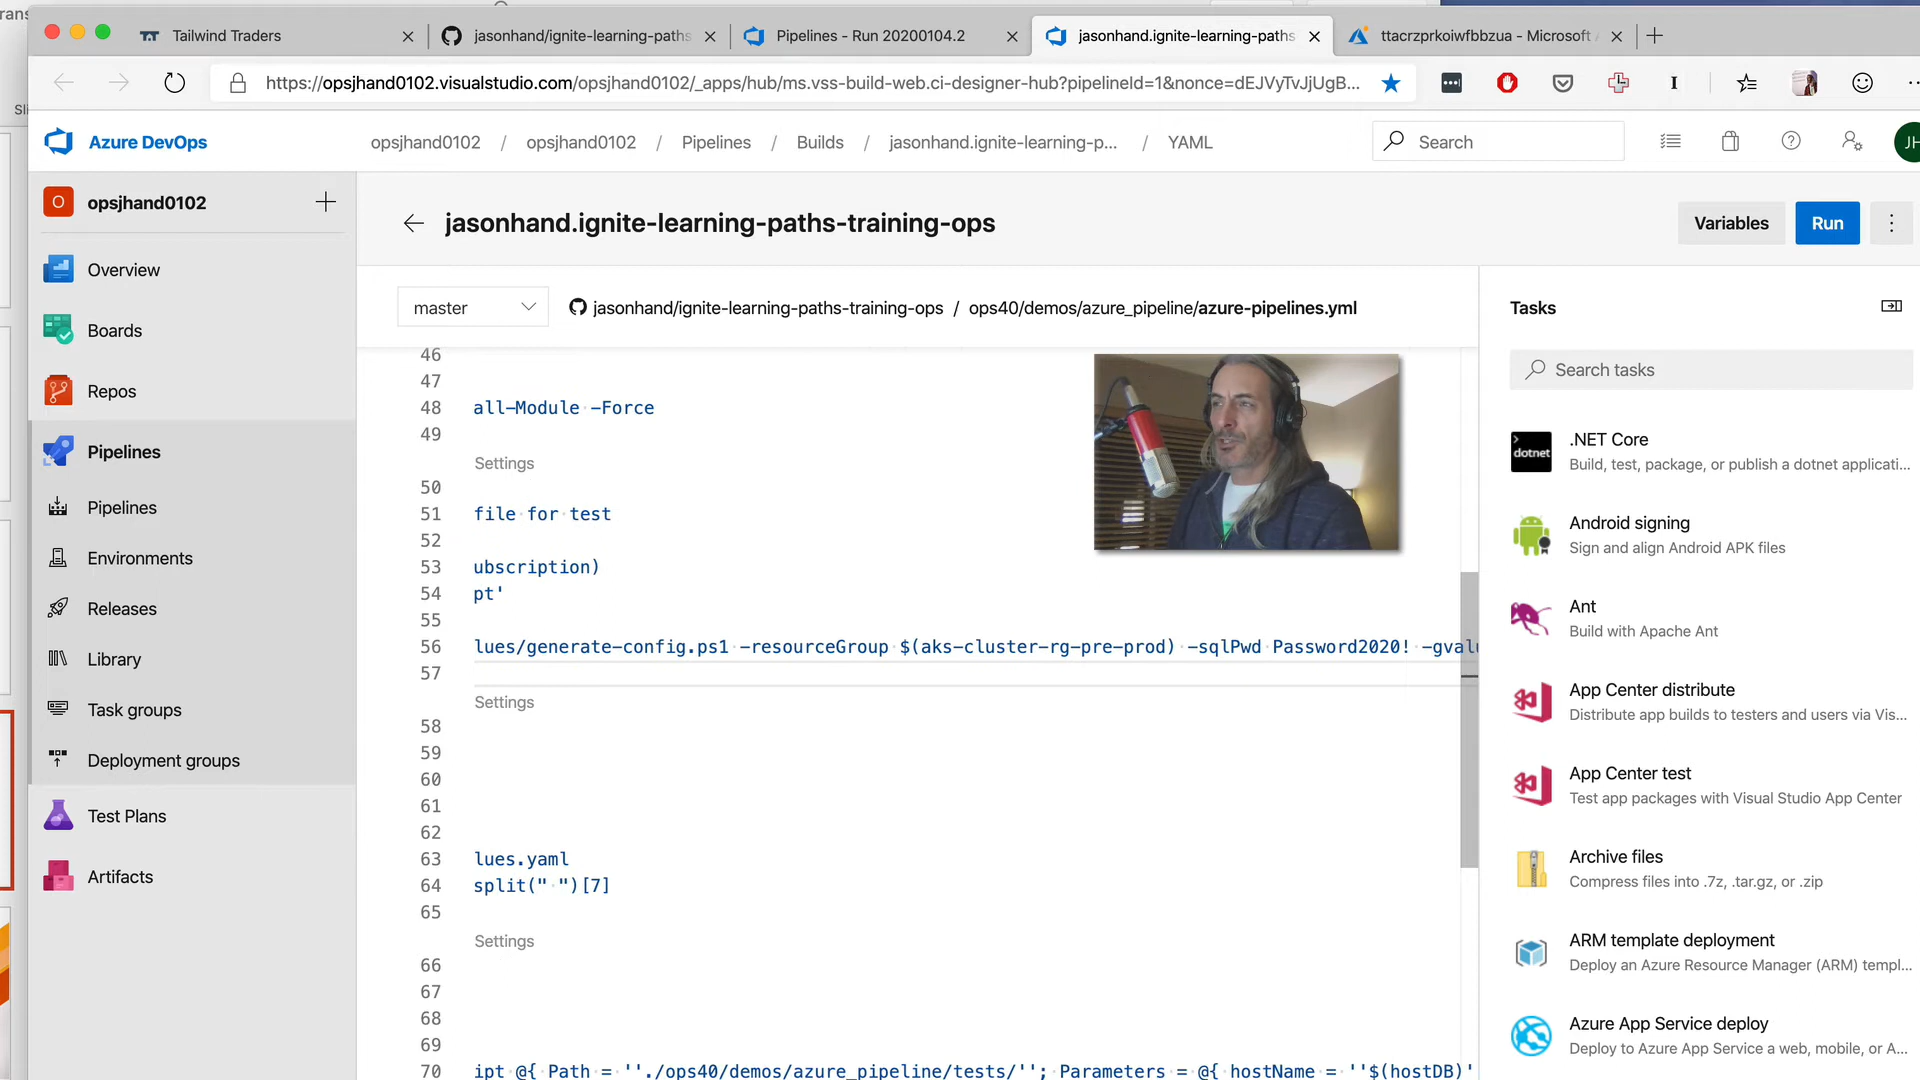 Tailwind Traders
jasonhand/ignite-learning-paths
Pipelines - Run 20200104.2
jasonhand.ignite-learning-paths
ttacrzprkoiwfbbzua - Microsoft A
https://opsjhand0102.visualstudio.com/opsjhand0102/_apps/hub/ms.vss-build-web.ci-designer-hub?pipelineId=1&nonce=dEJVyTvJjUgB...
Azure DevOps
opsjhand0102 / opsjhand0102 / Pipelines / Builds / jasonhand.ignite-learning-p... / YAML
Search
JH
O
opsjhand0102
Overview
Boards
Repos
Pipelines
Pipelines
Environments
Releases
Library
Task groups
Deployment groups
Test Plans
Artifacts
jasonhand.ignite-learning-paths-training-ops
Variables
Run
master
jasonhand/ignite-learning-paths-training-ops / ops40/demos/azure_pipeline/azure-pipelines.yml
46
47
48 all-Module -Force
49
Settings
50
51 file for test
52
53 ubscription)
54 pt'
55
56 lues/generate-config.ps1 -resourceGroup $(aks-cluster-rg-pre-prod) -sqlPwd Password2020! -gvalu
57
Settings
58
59
60
61
62
63 lues.yaml
64 split(" ")[7]
65
Settings
66
67
68
69
70 ipt @{ Path = ''./ops40/demos/azure_pipeline/tests/''; Parameters = @{ hostName = ''$(hostDB)'
Tasks
Search tasks
dotnet
.NET Core
Build, test, package, or publish a dotnet applicati...
Android signing
Sign and align Android APK files
Ant
Build with Apache Ant
App Center distribute
Distribute app builds to testers and users via Vis...
App Center test
Test app packages with Visual Studio App Center
Archive files
Compress files into .7z, .tar.gz, or .zip
ARM template deployment
Deploy an Azure Resource Manager (ARM) templ...
Azure App Service deploy
Deploy to Azure App Service a web, mobile, or A...